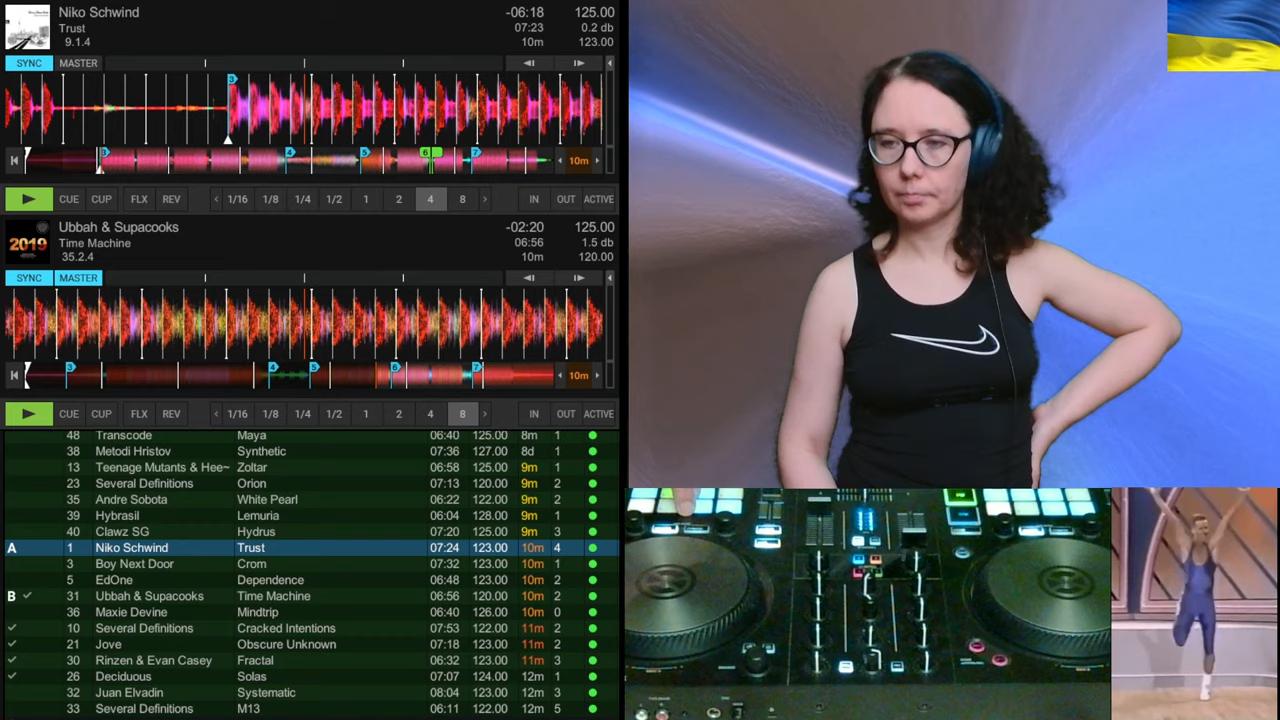 Niko Schwind -06:18 125.00
Trust 07:23 0.2 db
9.1.4 10m 123.00
SYNC MASTER
3
3 4 5 6 7 10m
CUE CUP FLX REV 1/16 1/8 1/4 1/2 1 2 4 8 IN OUT ACTIVE
Ubbah & Supacooks -02:20 125.00
2019 Time Machine 06:56 1.5 db
35.2.4 10m 120.00
SYNC MASTER
3 4 5 6 7 10m
CUE CUP FLX REV 1/16 1/8 1/4 1/2 1 2 4 8 IN OUT ACTIVE
48 Transcode Maya 06:40 125.00 8m 1
38 Metodi Hristov Synthetic 07:36 127.00 8d 1
13 Teenage Mutants & Hee~ Zoltar 06:58 125.00 9m 1
23 Several Definitions Orion 07:13 120.00 9m 2
35 Andre Sobota White Pearl 06:22 122.00 9m 2
39 Hybrasil Lemuria 06:04 128.00 9m 1
40 Clawz SG Hydrus 07:20 125.00 9m 3
A 1 Niko Schwind Trust 07:24 123.00 10m 4
3 Boy Next Door Crom 07:32 123.00 10m 1
5 EdOne Dependence 06:48 123.00 10m 2
B 31 Ubbah & Supacooks Time Machine 06:56 120.00 10m 2
36 Maxie Devine Mindtrip 06:40 126.00 10m 0
10 Several Definitions Cracked Intentions 07:53 122.00 11m 2
21 Jove Obscure Unknown 07:18 123.00 11m 2
30 Rinzen & Evan Casey Fractal 06:32 123.00 11m 3
26 Deciduous Solas 07:07 124.00 12m 1
32 Juan Elvadin Systematic 08:04 123.00 12m 3
33 Several Definitions M13 06:11 122.00 12m 5